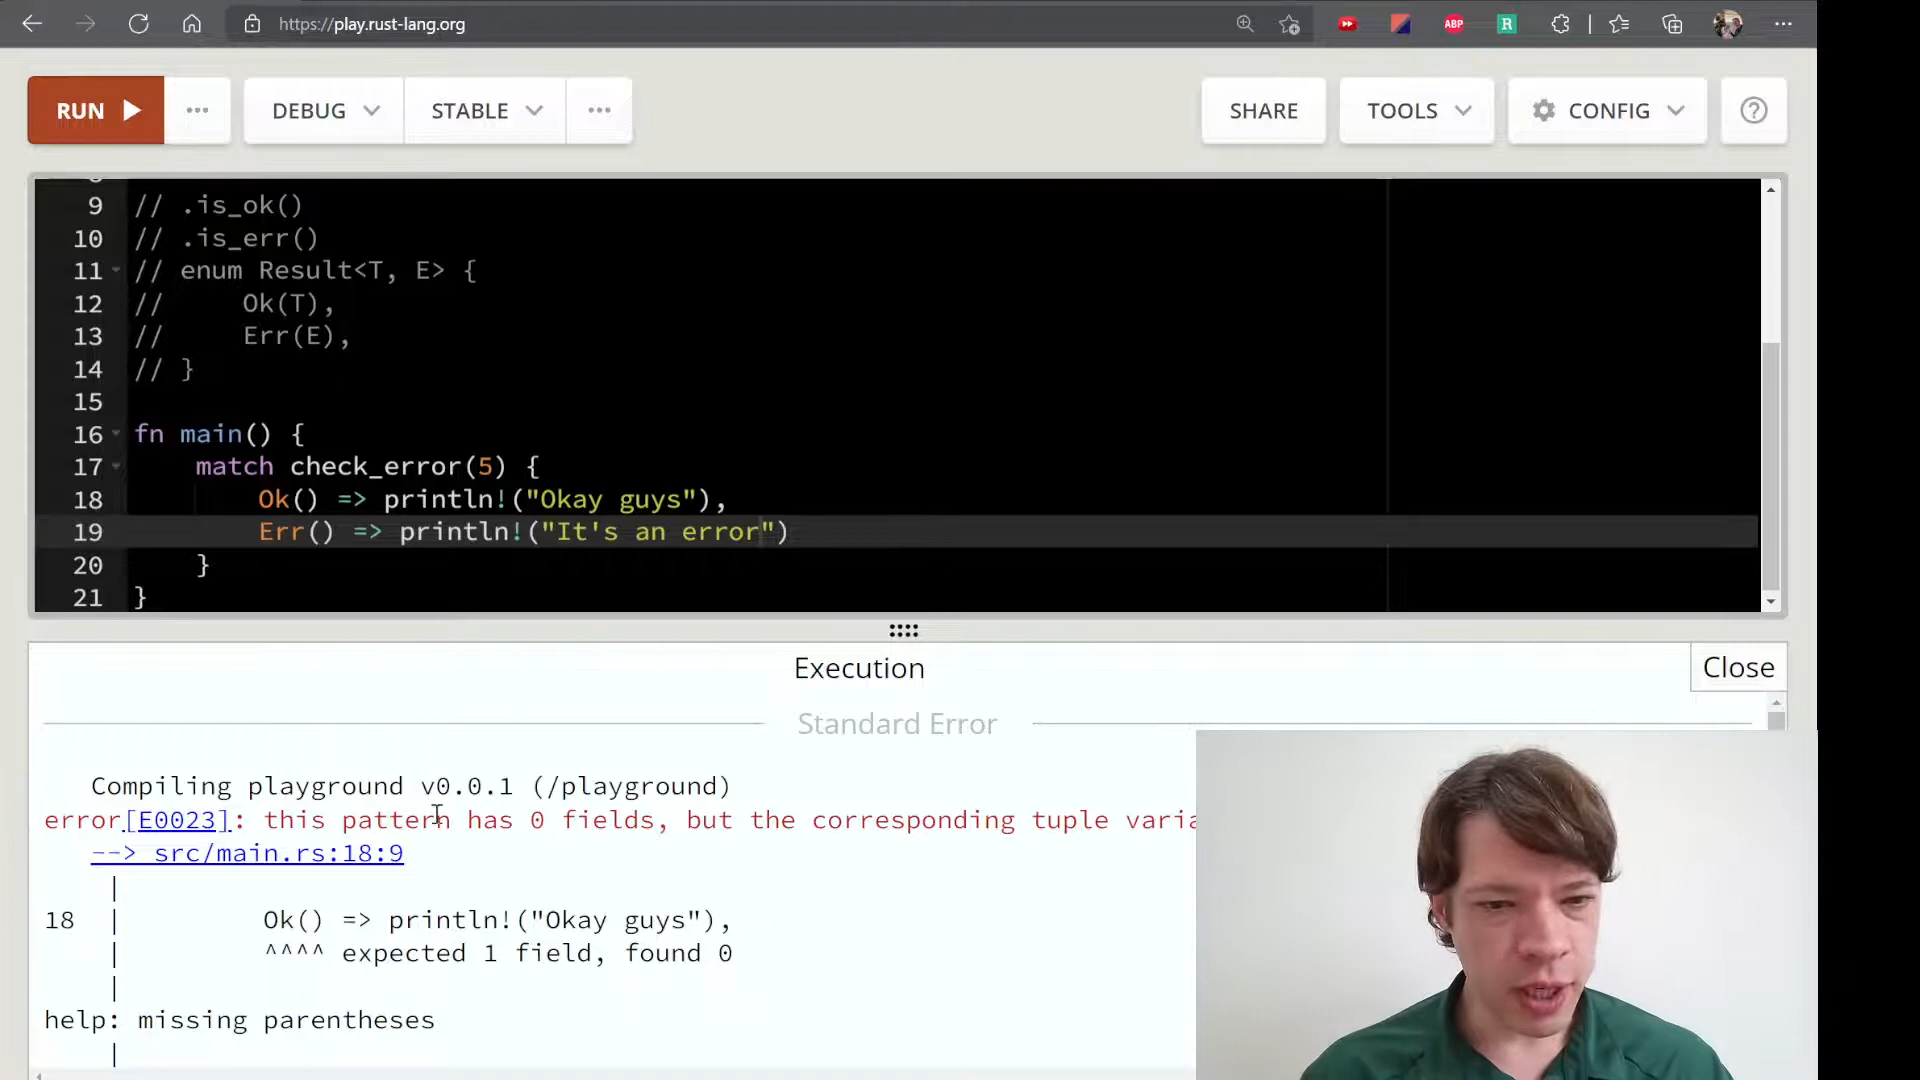 https://play.rust-lang.org
ABP
R
RUN
DEBUG
STABLE
SHARE
TOOLS
CONFIG
9 // .is_ok()
10 // .is_err()
11 // enum Result<T, E> {
12 //     Ok(T),
13 //     Err(E),
14 // }
15
16 fn main() {
17     match check_error(5) {
18         Ok() => println!("Okay guys"),
19         Err() => println!("It's an error")
20     }
21 }
Execution
Close
Standard Error
Compiling playground v0.0.1 (/playground)
error[E0023]: this pattern has 0 fields, but the corresponding tuple varia
--> src/main.rs:18:9
|
18 |         Ok() => println!("Okay guys"),
|         ^^^^ expected 1 field, found 0
|
help: missing parentheses
|